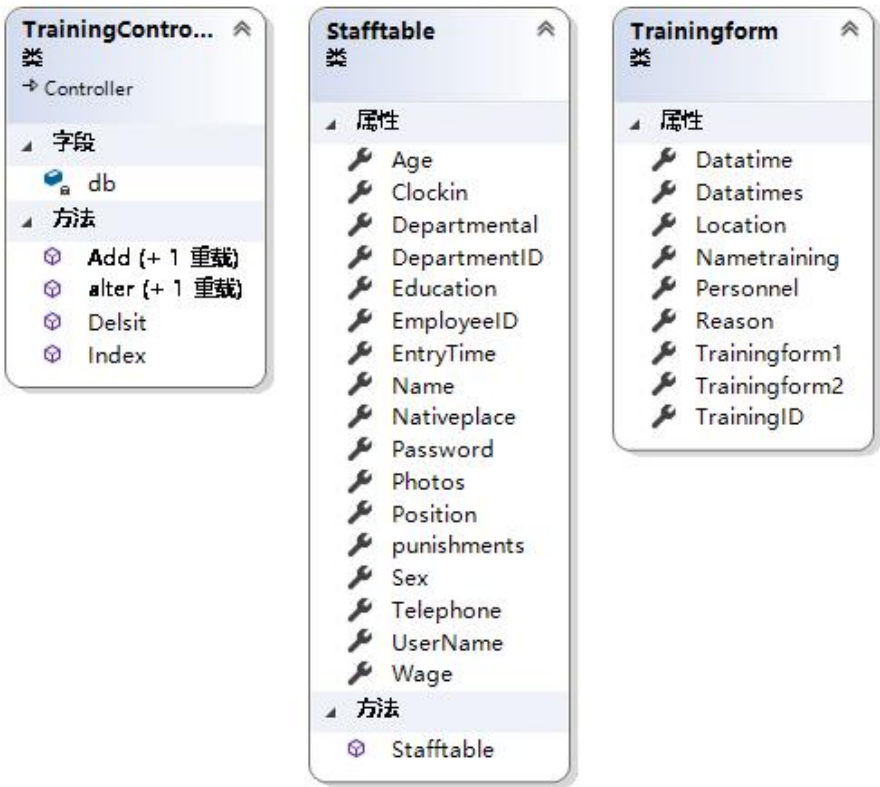 TrainingContro...
类
Controller
字段
db
方法
Add (+ 1 重载)
alter (+ 1 重载)
Delsit
Index
Stafftable
类
属性
Age
Clockin
Departmental
DepartmentID
Education
EmployeeID
EntryTime
Name
Nativeplace
Password
Photos
Position
punishments
Sex
Telephone
UserName
Wage
方法
Stafftable
Trainingform
类
属性
Datatime
Datatimes
Location
Nametraining
Personnel
Reason
Trainingform1
Trainingform2
TrainingID